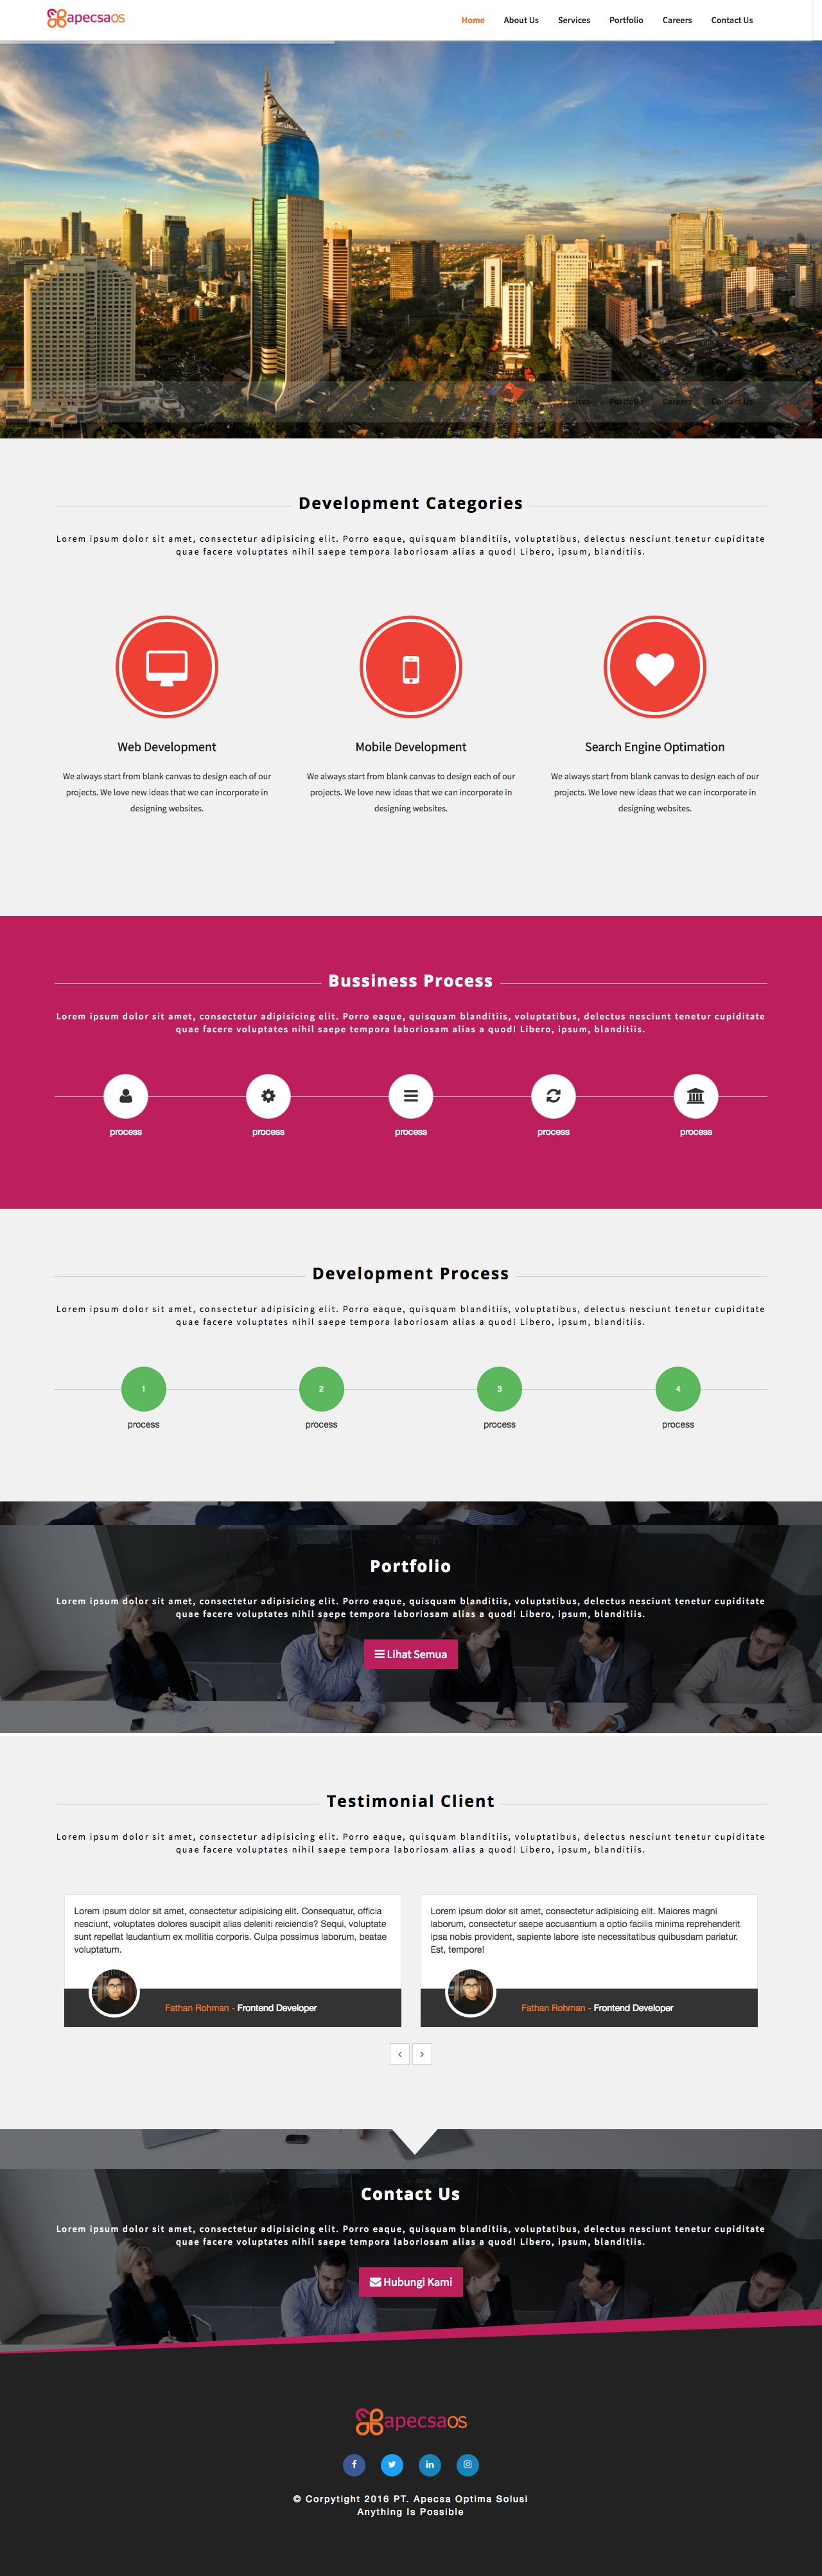 apecsaos
Home About Us Services Portfolio Careers Contact Us
Portfolio Careers Contact Us
Development Categories
Lorem ipsum dolor sit amet, consectetur adipisicing elit. Porro eaque, quisquam blanditiis, voluptatibus, delectus nesciunt tenetur cupiditate
quae facere voluptates nihil saepe tempora laboriosam alias a quod! Libero, ipsum, blanditiis.
Web Development
We always start from blank canvas to design each of our
projects. We love new ideas that we can incorporate in
designing websites.
Mobile Development
We always start from blank canvas to design each of our
projects. We love new ideas that we can incorporate in
designing websites.
Search Engine Optimation
We always start from blank canvas to design each of our
projects. We love new ideas that we can incorporate in
designing websites.
Bussiness Process
Lorem ipsum dolor sit amet, consectetur adipisicing elit. Porro eaque, quisquam blanditiis, voluptatibus, delectus nesciunt tenetur cupiditate
quae facere voluptates nihil saepe tempora laboriosam alias a quod! Libero, ipsum, blanditiis.
process process process process process
Development Process
Lorem ipsum dolor sit amet, consectetur adipisicing elit. Porro eaque, quisquam blanditiis, voluptatibus, delectus nesciunt tenetur cupiditate
quae facere voluptates nihil saepe tempora laboriosam alias a quod! Libero, ipsum, blanditiis.
1 2 3 4
process process process process
Portfolio
Lorem ipsum dolor sit amet, consectetur adipisicing elit. Porro eaque, quisquam blanditiis, voluptatibus, delectus nesciunt tenetur cupiditate
quae facere voluptates nihil saepe tempora laboriosam alias a quod! Libero, ipsum, blanditiis.
Lihat Semua
Testimonial Client
Lorem ipsum dolor sit amet, consectetur adipisicing elit. Porro eaque, quisquam blanditiis, voluptatibus, delectus nesciunt tenetur cupiditate
quae facere voluptates nihil saepe tempora laboriosam alias a quod! Libero, ipsum, blanditiis.
Lorem ipsum dolor sit amet, consectetur adipisicing elit. Consequatur, officia
nesciunt, voluptates dolores suscipit alias deleniti reiciendis? Sequi, voluptate
sunt repellat laudantium ex mollitia corporis. Culpa possimus laborum, beatae
voluptatum.
Fathan Rohman - Frontend Developer
Lorem ipsum dolor sit amet, consectetur adipisicing elit. Maiores magni
laborum, consectetur saepe accusantium a optio facilis minima reprehenderit
ipsa nobis provident, sapiente labore iste necessitatibus quibusdam pariatur.
Est, tempore!
Fathan Rohman - Frontend Developer
‹ ›
Contact Us
Lorem ipsum dolor sit amet, consectetur adipisicing elit. Porro eaque, quisquam blanditiis, voluptatibus, delectus nesciunt tenetur cupiditate
quae facere voluptates nihil saepe tempora laboriosam alias a quod! Libero, ipsum, blanditiis.
Hubungi Kami
apecsaos
© Corpytight 2016 PT. Apecsa Optima Solusi
Anything Is Possible